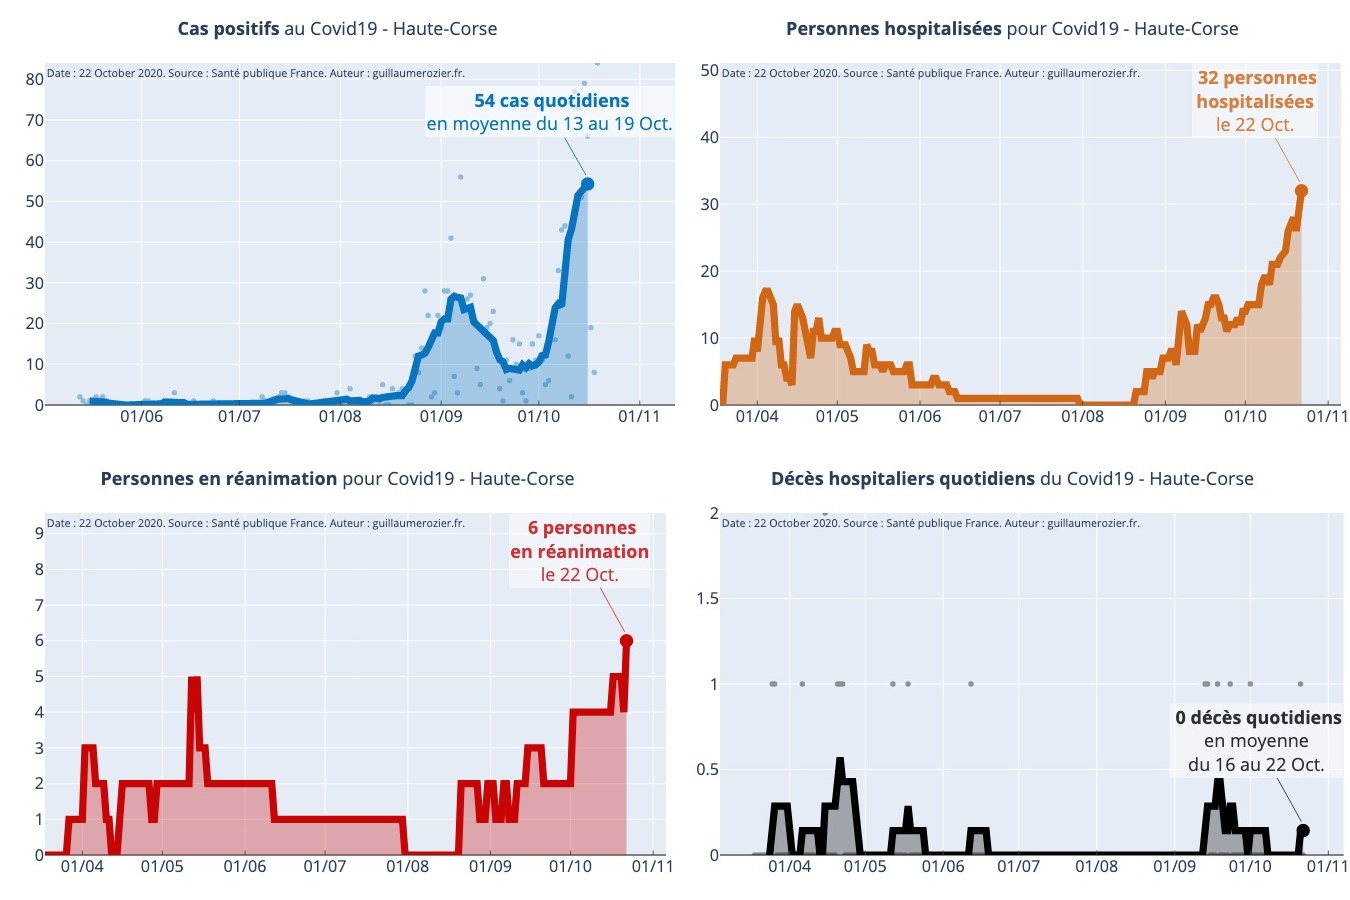 Cas positifs au Covid19 - Haute-Corse
Date : 22 October 2020. Source : Santé publique France. Auteur : guillaumerozier.fr.
54 cas quotidiens
en moyenne du 13 au 19 Oct.
80
70
60
50
40
30
20
10
0
01/06 01/07 01/08 01/09 01/10 01/11
Personnes hospitalisées pour Covid19 - Haute-Corse
Date : 22 October 2020. Source : Santé publique France. Auteur : guillaumerozier.fr.
32 personnes
hospitalisées
le 22 Oct.
50
40
30
20
10
0
01/04 01/05 01/06 01/07 01/08 01/09 01/10 01/11
Personnes en réanimation pour Covid19 - Haute-Corse
Date : 22 October 2020. Source : Santé publique France. Auteur : guillaumerozier.fr.
6 personnes
en réanimation
le 22 Oct.
9
8
7
6
5
4
3
2
1
0
01/04 01/05 01/06 01/07 01/08 01/09 01/10 01/11
Décès hospitaliers quotidiens du Covid19 - Haute-Corse
Date : 22 October 2020. Source : Santé publique France. Auteur : guillaumerozier.fr.
0 décès quotidiens
en moyenne
du 16 au 22 Oct.
2
1.5
1
0.5
0
01/04 01/05 01/06 01/07 01/08 01/09 01/10 01/11